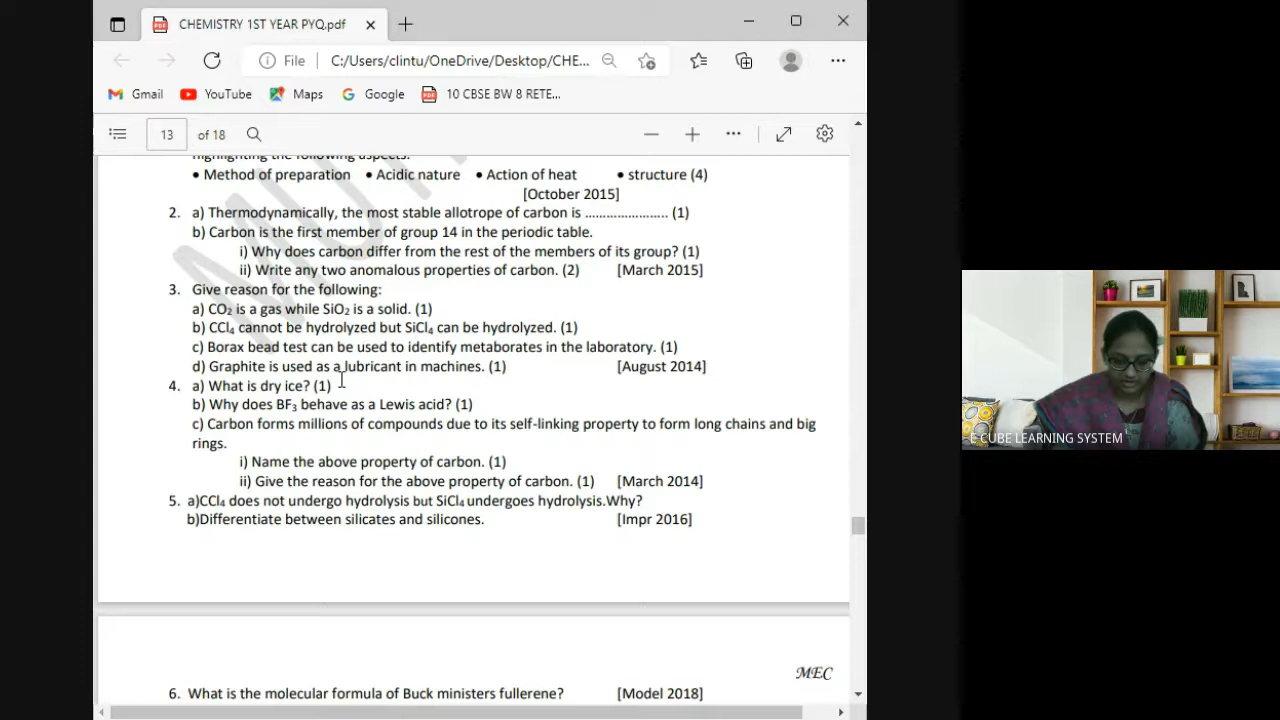 CHEMISTRY 1ST YEAR PYQ.pdf
File C:/Users/clintu/OneDrive/Desktop/CHE...
Gmail YouTube Maps Google 10 CBSE BW 8 RETE...
13 of 18
highlighting the following aspects.
• Method of preparation • Acidic nature • Action of heat • structure (4)
[October 2015]
2. a) Thermodynamically, the most stable allotrope of carbon is ..................... (1)
b) Carbon is the first member of group 14 in the periodic table.
i) Why does carbon differ from the rest of the members of its group? (1)
ii) Write any two anomalous properties of carbon. (2) [March 2015]
3. Give reason for the following:
a) CO₂ is a gas while SiO₂ is a solid. (1)
b) CCl₄ cannot be hydrolyzed but SiCl₄ can be hydrolyzed. (1)
c) Borax bead test can be used to identify metaborates in the laboratory. (1)
d) Graphite is used as a lubricant in machines. (1) [August 2014]
4. a) What is dry ice? (1)
b) Why does BF₃ behave as a Lewis acid? (1)
c) Carbon forms millions of compounds due to its self-linking property to form long chains and big
rings.
i) Name the above property of carbon. (1)
ii) Give the reason for the above property of carbon. (1) [March 2014]
5. a)CCl₄ does not undergo hydrolysis but SiCl₄ undergoes hydrolysis.Why?
b)Differentiate between silicates and silicones. [Impr 2016]
MEC
6. What is the molecular formula of Buck ministers fullerene? [Model 2018]
E CUBE LEARNING SYSTEM